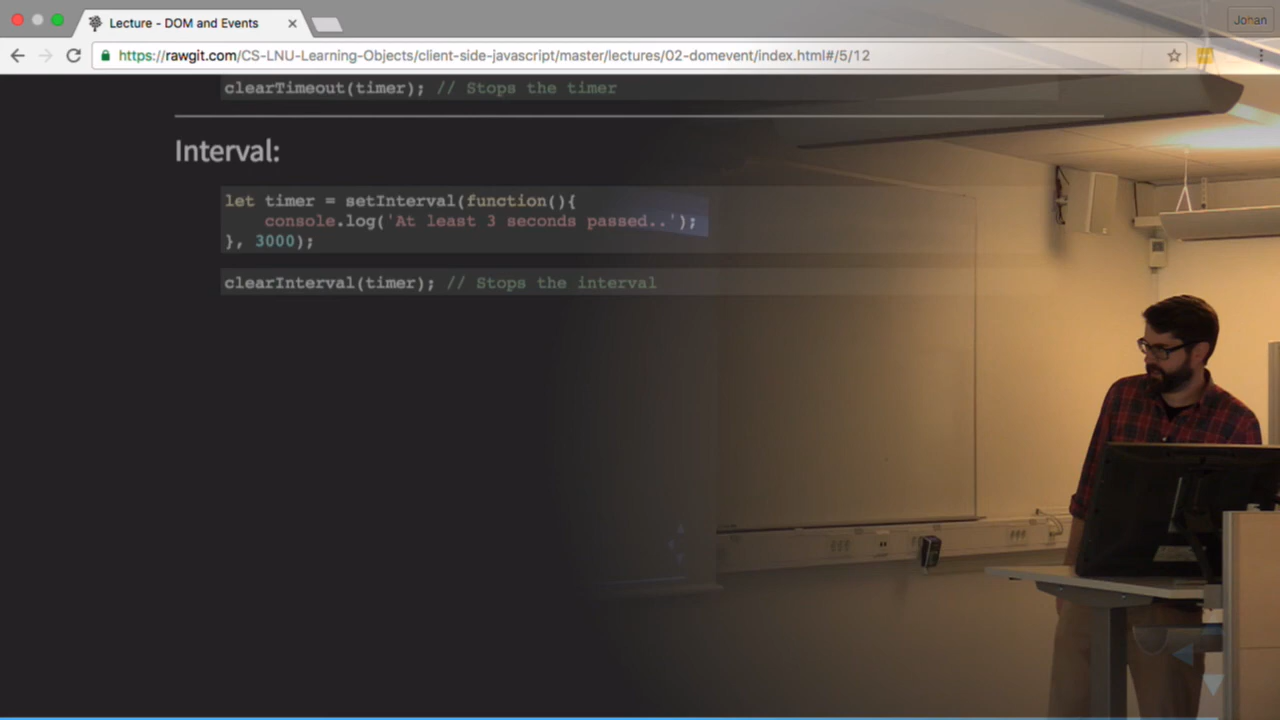 Lecture - DOM and Events
Johan
https://rawgit.com/CS-LNU-Learning-Objects/client-side-javascript/master/lectures/02-domevent/index.html#/5/12
clearTimeout(timer); // Stops the timer
Interval:
let timer = setInterval(function(){
console.log('At least 3 seconds passed..');
}, 3000);
clearInterval(timer); // Stops the interval